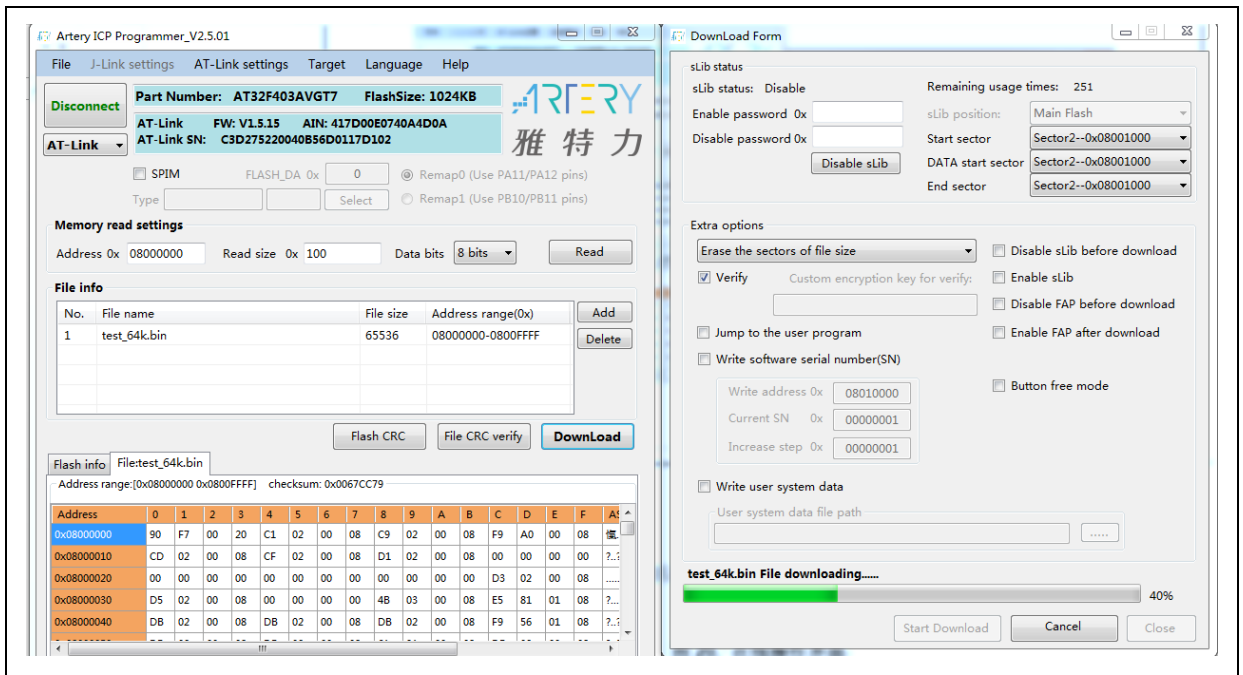 Artery ICP Programmer_V2.5.01
File J-Link settings AT-Link settings Target Language Help
Disconnect
Part Number: AT32F403AVGT7 FlashSize: 1024KB
AT-Link FW: V1.5.15 AIN: 417D00E0740A4D0A
AT-Link SN: C3D275220040B56D0117D102
AT-Link
ARTERY
雅特力
SPIM FLASH_DA 0x 0 Remap0 (Use PA11/PA12 pins)
Type Select Remap1 (Use PB10/PB11 pins)
Memory read settings
Address 0x 08000000 Read size 0x 100 Data bits 8 bits Read
File info
No. File name File size Address range(0x) Add
1 test_64k.bin 65536 08000000-0800FFFF Delete
Flash CRC File CRC verify DownLoad
Flash info File:test_64k.bin
Address range:[0x08000000 0x0800FFFF] checksum: 0x0067CC79
Address 0 1 2 3 4 5 6 7 8 9 A B C D E F
0x08000000 90 F7 00 20 C1 02 00 08 C9 02 00 08 F9 A0 00 08
0x08000010 CD 02 00 08 CF 02 00 08 D1 02 00 08 00 00 00 00 ?..?
0x08000020 00 00 00 00 00 00 00 00 00 00 00 00 D3 02 00 08 .....
0x08000030 D5 02 00 08 00 00 00 00 4B 03 00 08 E5 81 01 08 ?...
0x08000040 DB 02 00 08 DB 02 00 08 DB 02 00 08 F9 56 01 08 ?..?
DownLoad Form
sLib status
sLib status: Disable Remaining usage times: 251
Enable password 0x sLib position: Main Flash
Disable password 0x Start sector Sector2--0x08001000
Disable sLib DATA start sector Sector2--0x08001000
End sector Sector2--0x08001000
Extra options
Erase the sectors of file size Disable sLib before download
Verify Custom encryption key for verify: Enable sLib
Disable FAP before download
Jump to the user program Enable FAP after download
Write software serial number(SN)
Write address 0x 08010000 Button free mode
Current SN 0x 00000001
Increase step 0x 00000001
Write user system data
User system data file path
.....
test_64k.bin File downloading......
40%
Start Download Cancel Close